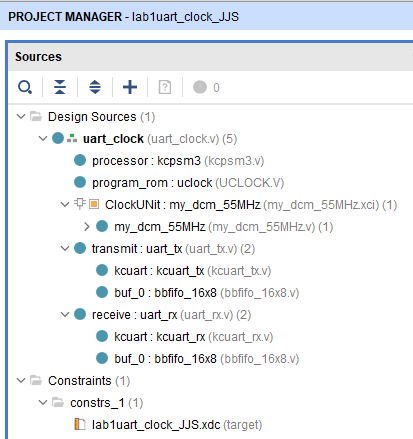 PROJECT MANAGER - lab1uart_clock_JJS
Sources
0
Design Sources (1)
uart_clock (uart_clock.v) (5)
processor : kcpsm3 (kcpsm3.v)
program_rom : uclock (UCLOCK.V)
ClockUNit : my_dcm_55MHz (my_dcm_55MHz.xci) (1)
my_dcm_55MHz (my_dcm_55MHz.v) (1)
transmit : uart_tx (uart_tx.v) (2)
kcuart : kcuart_tx (kcuart_tx.v)
buf_0 : bbfifo_16x8 (bbfifo_16x8.v)
receive : uart_rx (uart_rx.v) (2)
kcuart : kcuart_rx (kcuart_rx.v)
buf_0 : bbfifo_16x8 (bbfifo_16x8.v)
Constraints (1)
constrs_1 (1)
lab1uart_clock_JJS.xdc (target)